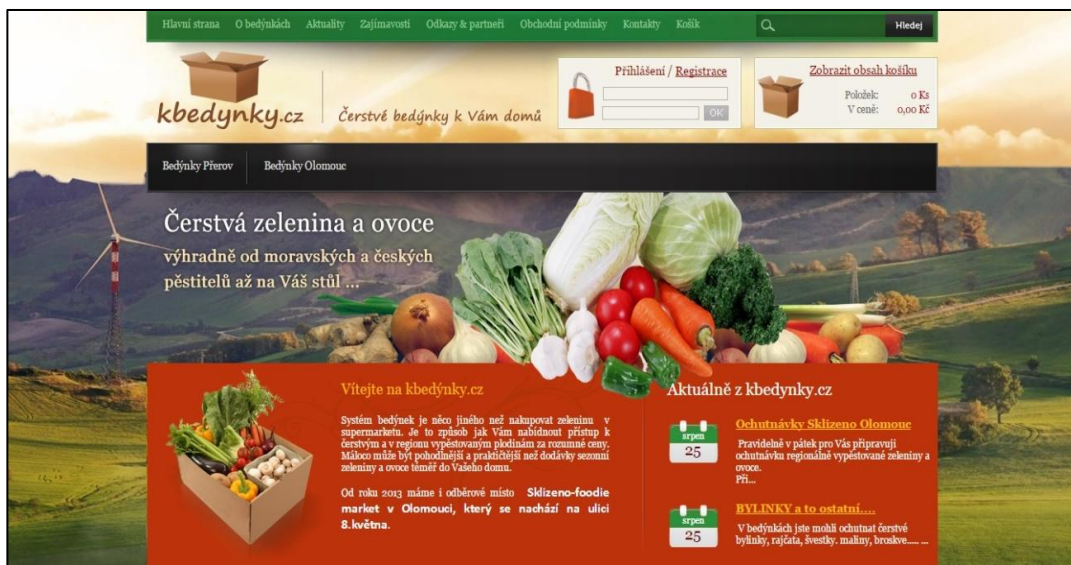 Hlavní strana O bedýnkách Aktuality Zajímavosti Odkazy & partneři Obchodní podmínky Kontakty Košík Hledej
kbedynky.cz
Čerstvé bedýnky k Vám domů
Přihlášení / Registrace
OK
Zobrazit obsah košíku
Položek: 0 Ks
V ceně: 0,00 Kč
Bedýnky Přerov Bedýnky Olomouc
Čerstvá zelenina a ovoce
výhradně od moravských a českých
pěstitelů až na Váš stůl ...
Vítejte na kbedýnky.cz
Systém bedýnek je něco jiného než nakupovat zeleninu v
supermarketu. Je to způsob jak Vám nabídnout přístup k
čerstvým a v regionu vypěstovaným plodinám za rozumné ceny.
Máloco může být pohodlnější a praktičtější než dodávky sezonní
zeleniny a ovoce téměř do Vašeho domu.
Od roku 2013 máme i odběrové místo Sklizeno-foodie
market v Olomouci, který se nachází na ulici
8.května.
Aktuálně z kbedynky.cz
srpen
25
Ochutnávky Sklizeno Olomouc
Pravidelně v pátek pro Vás připravuji
ochutnávku regionálně vypěstované zeleniny a
ovoce.
Při...
srpen
25
BYLINKY a to ostatní....
V bedýnkách jste mohli ochutnat čerstvé
bylinky, rajčata, švestky. maliny, broskve..... ...